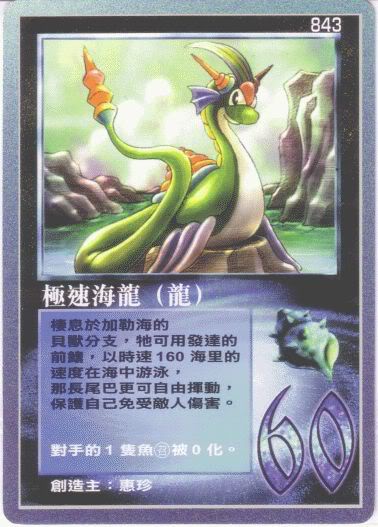 843
極速海龍（龍）
棲息於加勒海的
貝獸分支，牠可用發達的
前鰭，以時速160海里的
速度在海中游泳，
那長尾巴更可自由揮動，
保護自己免受敵人傷害。
對手的1隻魚㊁被0化。
60
創造主：惠珍